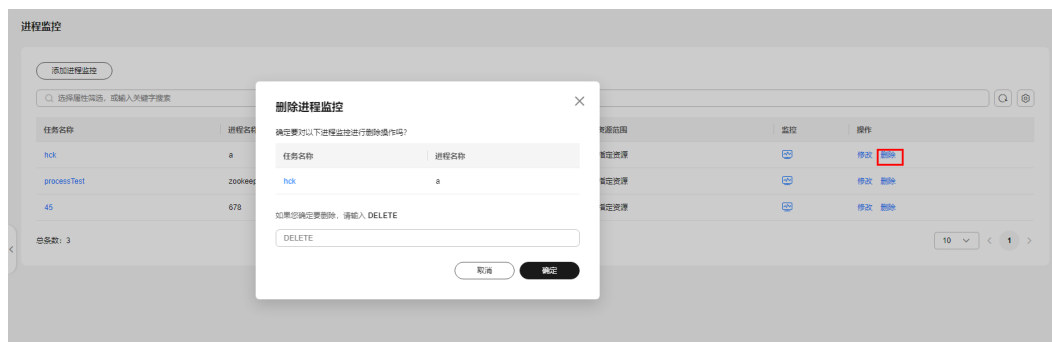 进程监控
添加进程监控
选择属性筛选，或输入关键字搜索
任务名称 进程名称 资源范围 监控 操作
hck a 指定资源 修改 删除
processTest zookeep 指定资源 修改 删除
45 678 指定资源 修改 删除
总条数：3 10 1
删除进程监控
确定要对以下进程监控进行删除操作吗？
任务名称 进程名称
hck a
如果您确定要删除，请输入 DELETE
DELETE
取消 确定